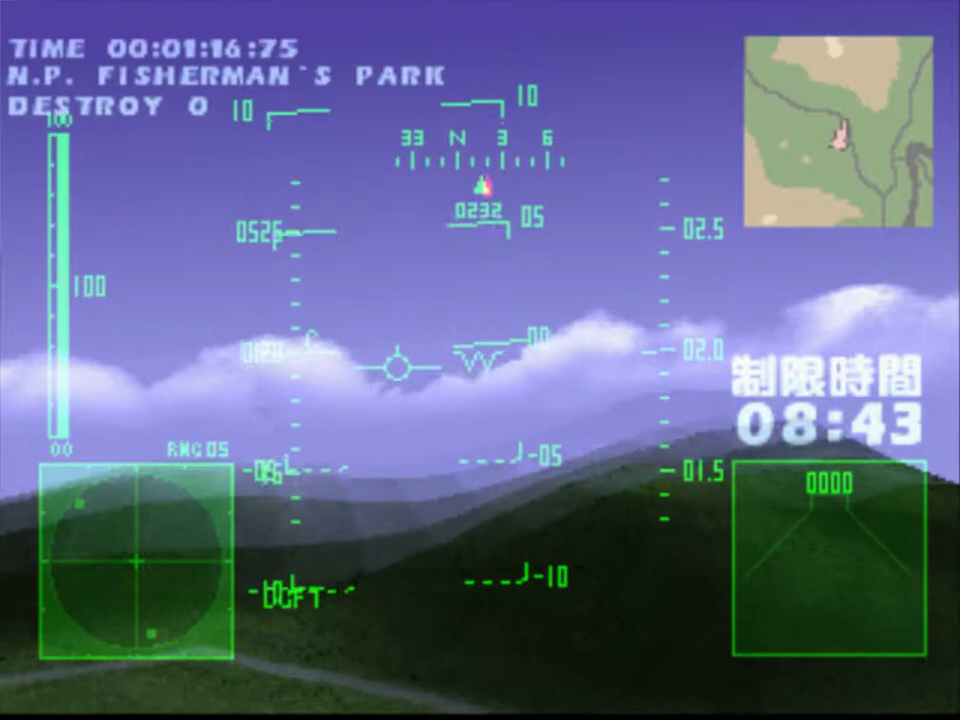 TIME 00:01:16:75
N.P. FISHERMAN`S PARK
DESTROY 0
100
10
10
33 N 3 6
0232
05
02.5
100
00
02.0
制限時間
08:43
00
RNG 05
-05
01.5
0000
-10